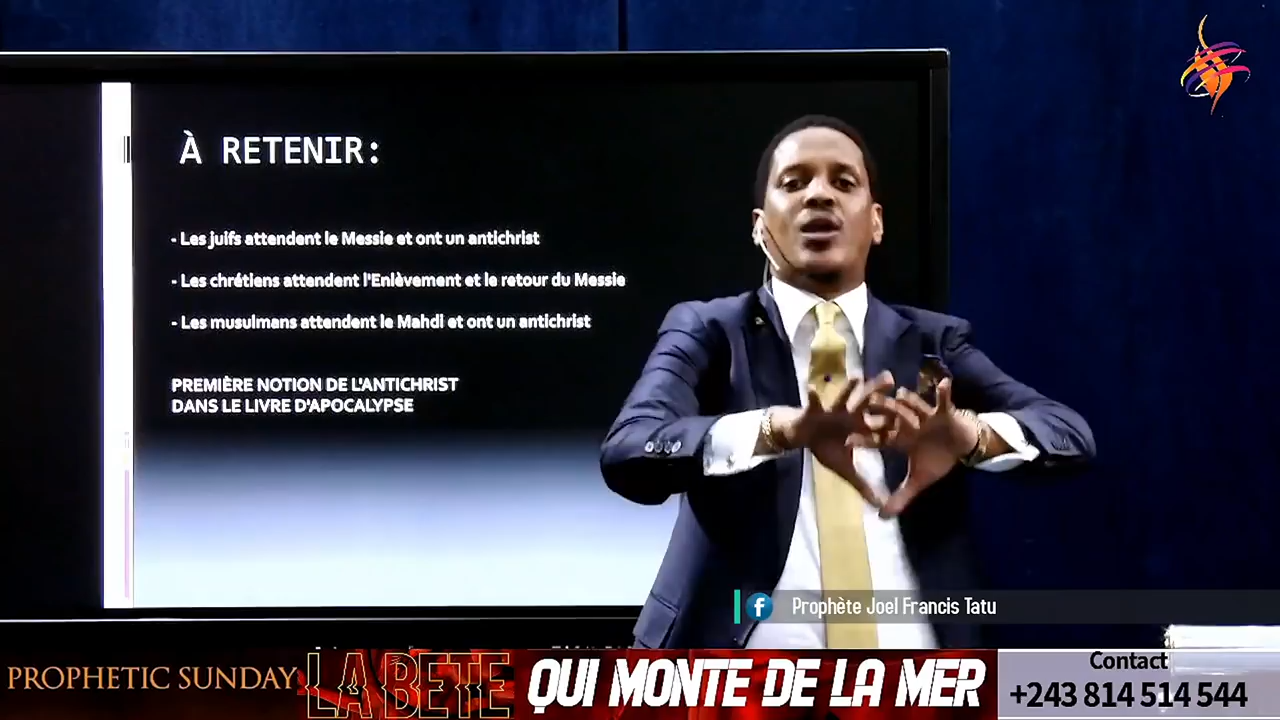 À RETENIR:
- Les juifs attendent le Messie et ont un antichrist
- Les chrétiens attendent l'Enlèvement et le retour du Messie
- Les musulmans attendent le Mahdi et ont un antichrist
PREMIÈRE NOTION DE L'ANTICHRIST
DANS LE LIVRE D'APOCALYPSE
Prophète Joel Francis Tatu
PROPHETIC SUNDAY LA BETE QUI MONTE DE LA MER
Contact
+243 814 514 544